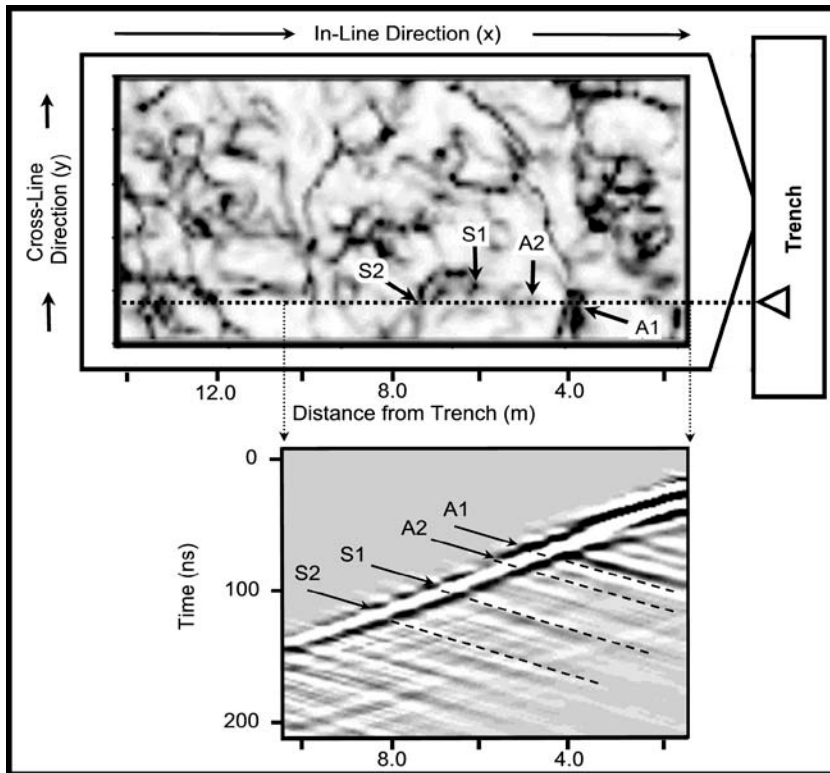 In-Line Direction (x)
Cross-Line
Direction (y)
Trench
S1
A2
S2
A1
12.0
8.0
4.0
Distance from Trench (m)
0
A1
A2
S1
S2
100
Time (ns)
200
8.0
4.0